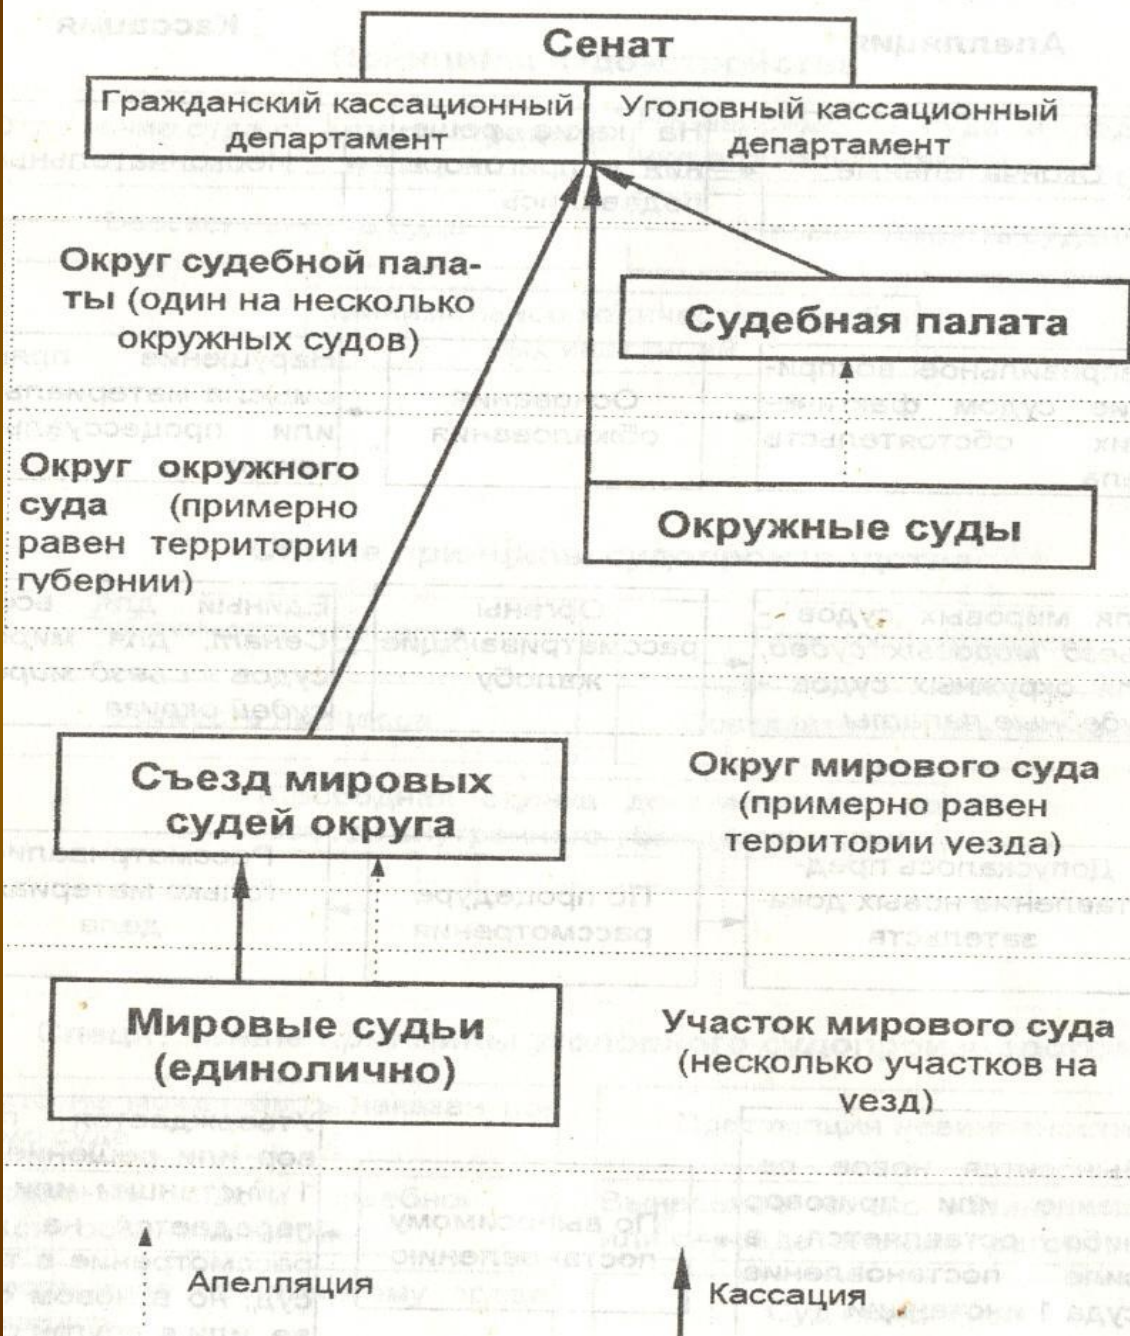 Сенат
Гражданский кассационный
департамент
Уголовный кассационный
департамент
Округ судебной пала-
ты (один на несколько
окружных судов)
Судебная палата
Округ окружного
суда (примерно
равен территории
губернии)
Окружные суды
Съезд мировых
судей округа
Округ мирового суда
(примерно равен
территории уезда)
Мировые судьи
(единолично)
Участок мирового суда
(несколько участков на
уезд)
Апелляция
Кассация